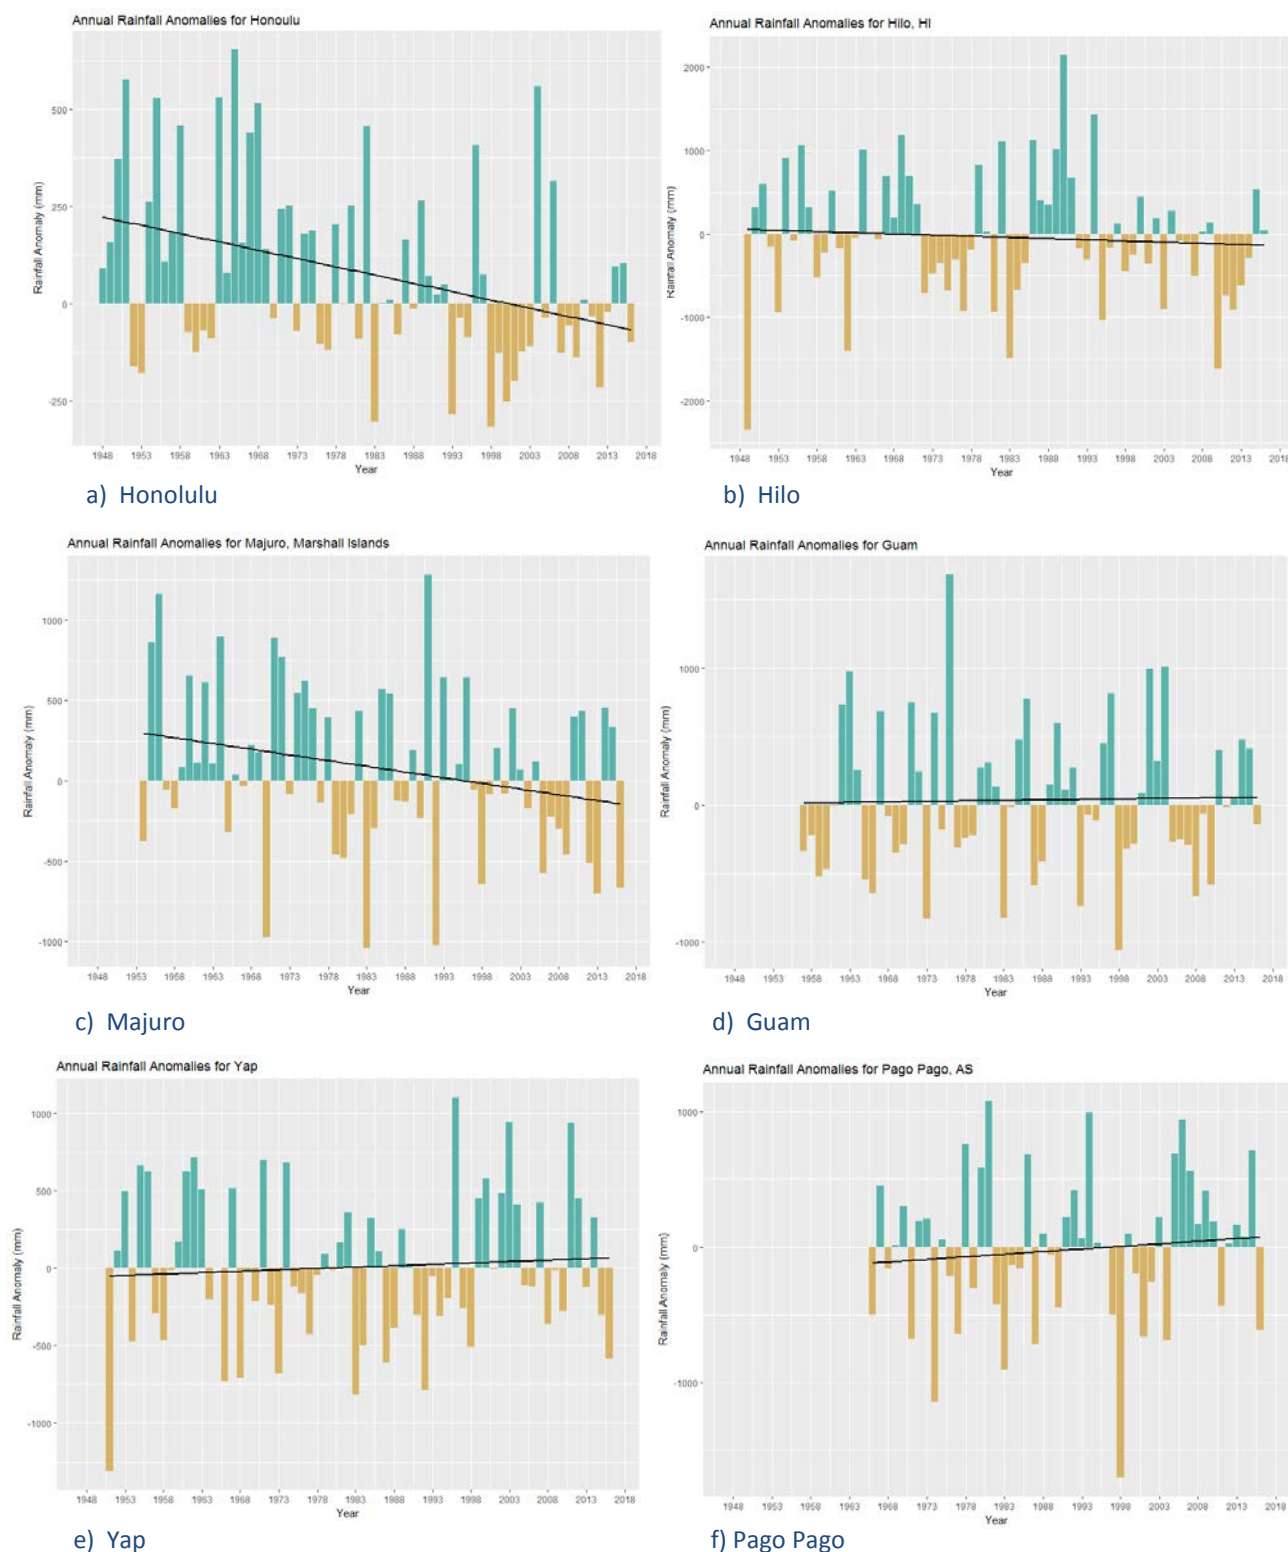 Annual Rainfall Anomalies for Honoulu
Rainfall Anomaly (mm)
500
250
0
-250
1948 1953 1958 1963 1968 1973 1978 1983 1988 1993 1998 2003 2008 2013 2018
Year
a) Honolulu
Annual Rainfall Anomalies for Hilo, HI
Rainfall Anomaly (mm)
2000
1000
0
-1000
-2000
1948 1953 1958 1963 1968 1973 1978 1983 1988 1993 1998 2003 2008 2013 2018
Year
b) Hilo
Annual Rainfall Anomalies for Majuro, Marshall Islands
Rainfall Anomaly (mm)
1000
500
0
-500
-1000
1948 1953 1958 1963 1968 1973 1978 1983 1988 1993 1998 2003 2008 2013 2018
Year
c) Majuro
Annual Rainfall Anomalies for Guam
Rainfall Anomaly (mm)
1000
0
-1000
1948 1953 1958 1963 1968 1973 1978 1983 1988 1993 1998 2003 2008 2013 2018
Year
d) Guam
Annual Rainfall Anomalies for Yap
Rainfall Anomaly (mm)
1000
500
0
-500
-1000
1948 1953 1958 1963 1968 1973 1978 1983 1988 1993 1998 2003 2008 2013 2018
Year
e) Yap
Annual Rainfall Anomalies for Pago Pago, AS
Rainfall Anomaly (mm)
1000
0
-1000
1948 1953 1958 1963 1968 1973 1978 1983 1988 1993 1998 2003 2008 2013 2018
Year
f) Pago Pago